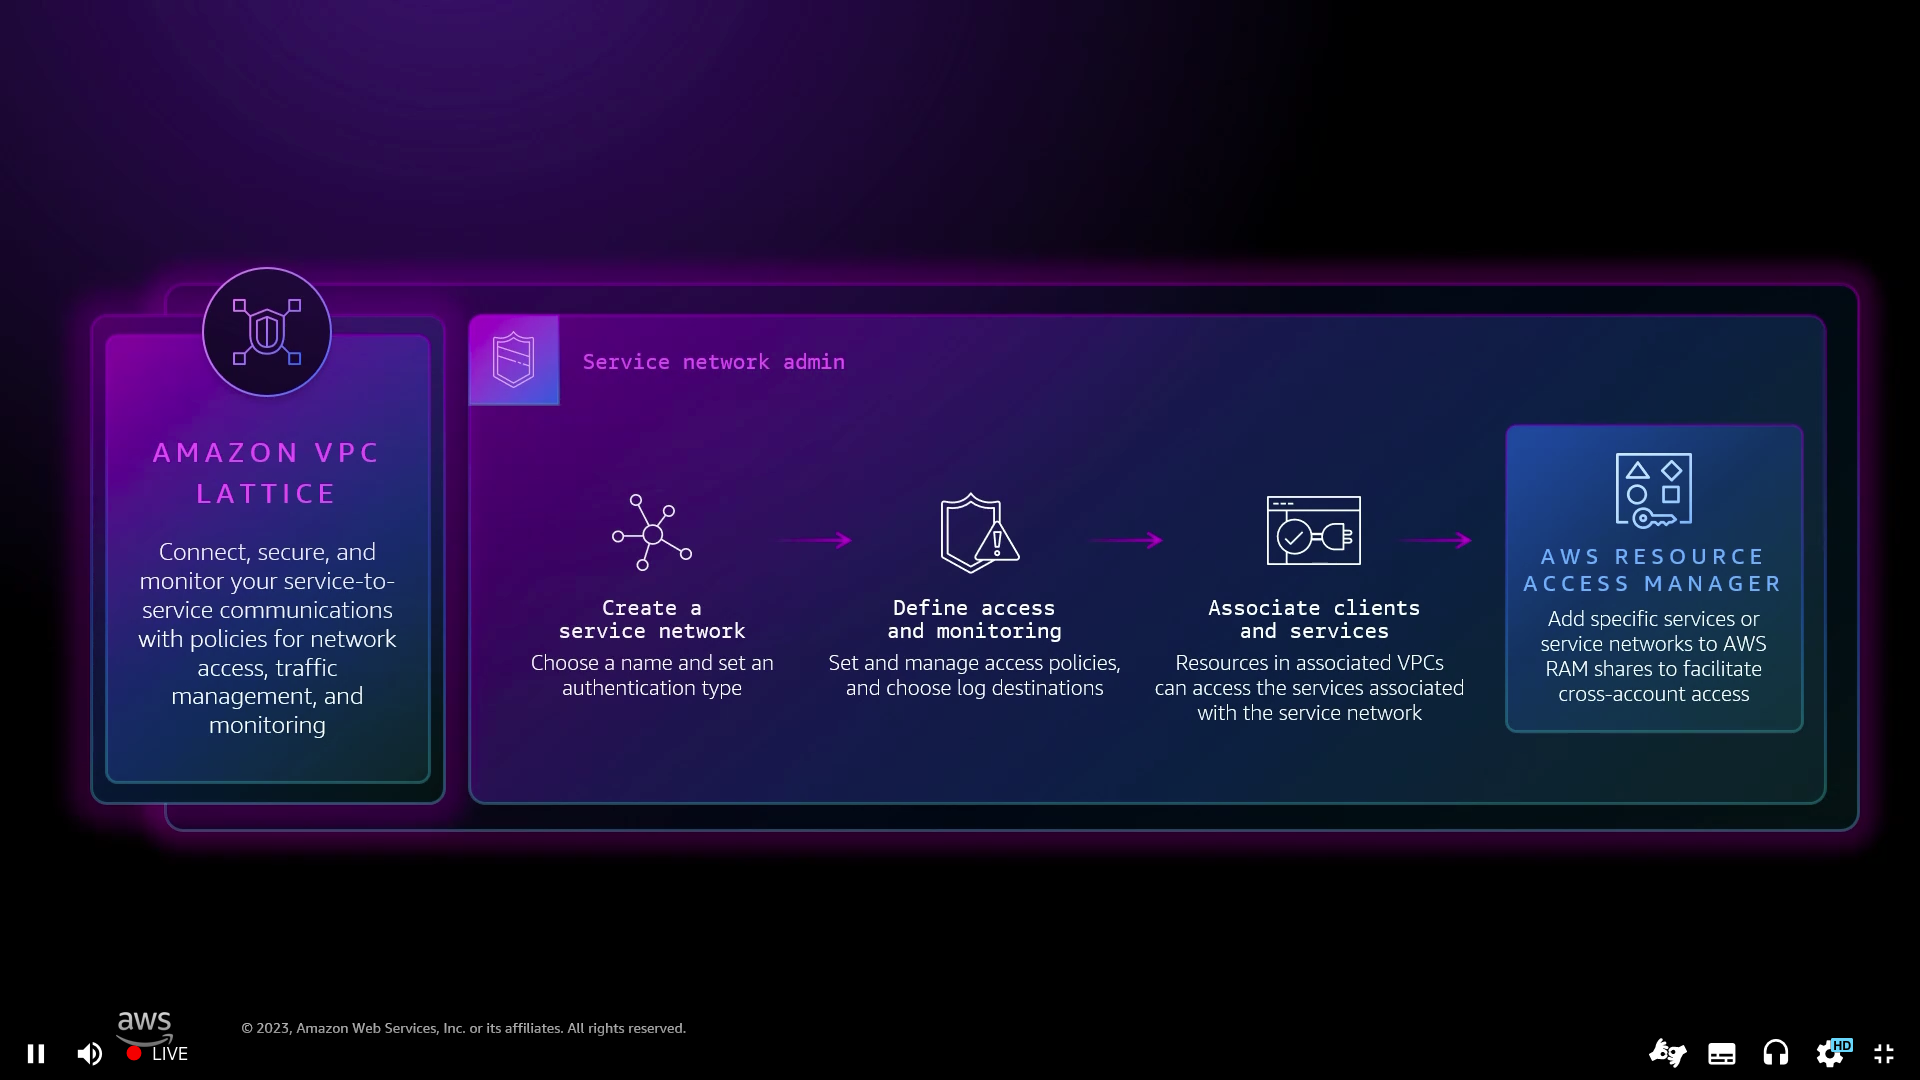 AMAZON VPC
LATTICE
Connect, secure, and
monitor your service-to-
service communications
with policies for network
access, traffic
management, and
monitoring
Service network admin
Create a
service network
Choose a name and set an
authentication type
Define access
and monitoring
Set and manage access policies,
and choose log destinations
Associate clients
and services
Resources in associated VPCs
can access the services associated
with the service network
AWS RESOURCE
ACCESS MANAGER
Add specific services or
service networks to AWS
RAM shares to facilitate
cross-account access
aws
© 2023, Amazon Web Services, Inc. or its affiliates. All rights reserved.
LIVE
HD